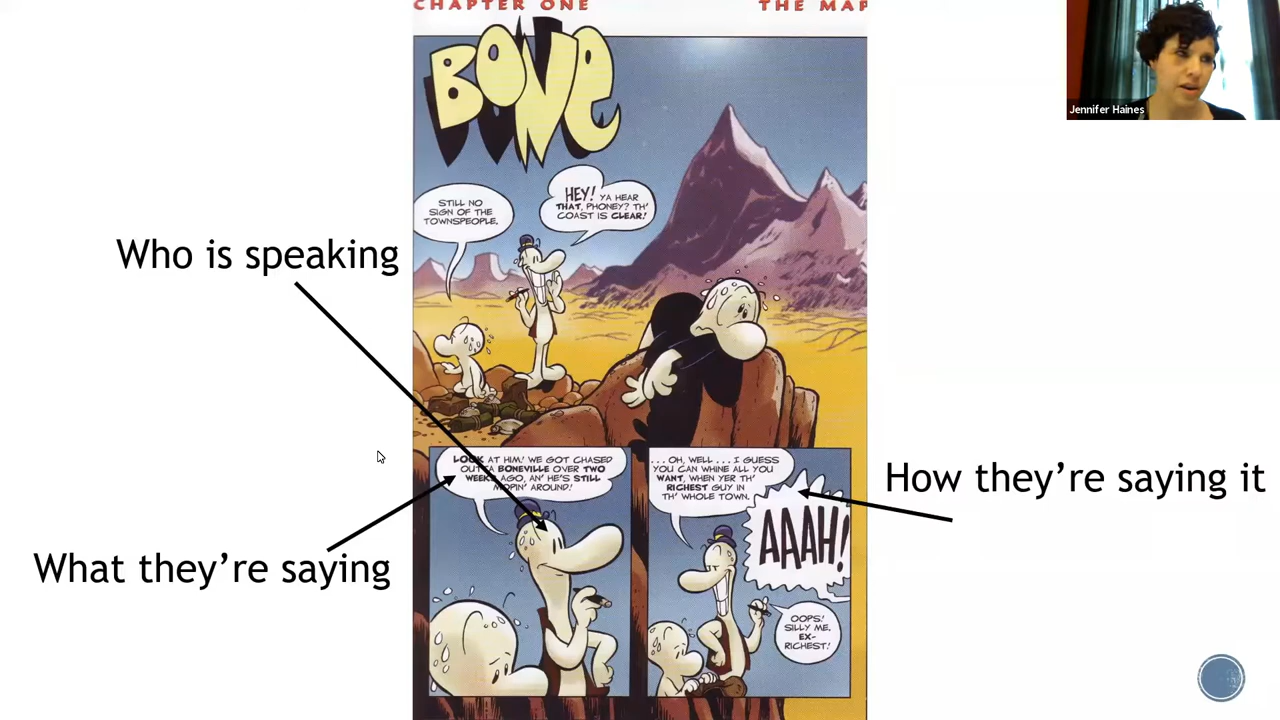 CHAPTER ONE
THE MAP
BONE
STILL NO
SIGN OF THE
TOWNSPEOPLE.
HEY! YA HEAR
THAT, PHONEY? TH'
COAST IS CLEAR!
Jennifer Haines
Who is speaking
LOOK AT HIM! WE GOT CHASED
OUTTA BONEVILLE OVER TWO
WEEKS AGO, AN' HE'S STILL
MOPIN' AROUND!
. . . OH, WELL . . . I GUESS
YOU CAN WHINE ALL YOU
WANT, WHEN YER TH'
RICHEST GUY IN
TH' WHOLE TOWN.
How they're saying it
AAAH!
What they're saying
OOPS!
SILLY ME.
EX-
RICHEST!